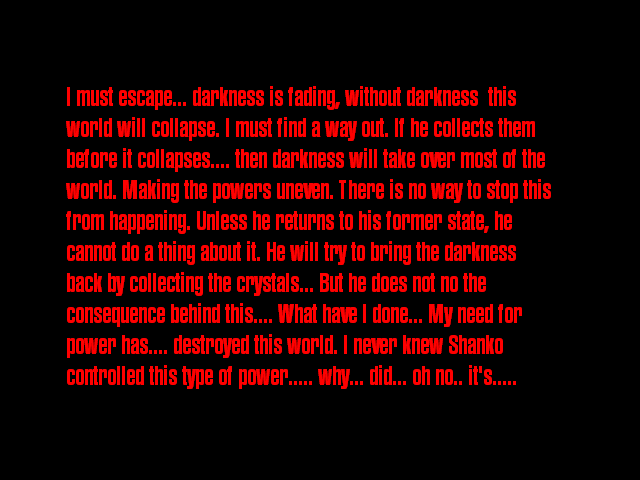 I must escape... darkness is fading, without darkness  this
world will collapse. I must find a way out. If he collects them
before it collapses.... then darkness will take over most of the
world. Making the powers uneven. There is no way to stop this
from happening. Unless he returns to his former state, he
cannot do a thing about it. He will try to bring the darkness
back by collecting the crystals... But he does not no the
consequence behind this.... What have I done... My need for
power has.... destroyed this world. I never knew Shanko
controlled this type of power..... why... did... oh no.. it's.....